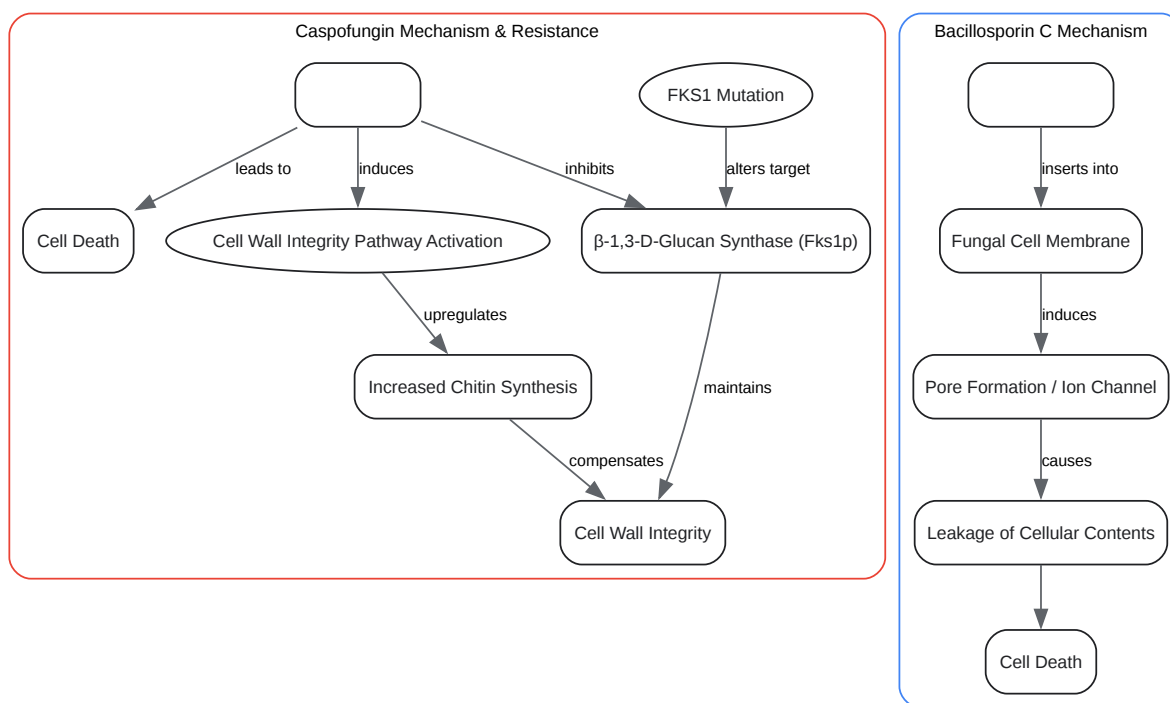 Caspofungin Mechanism & Resistance
FKS1 Mutation
leads to
induces
inhibits
alters target
Cell Death
Cell Wall Integrity Pathway Activation
β-1,3-D-Glucan Synthase (Fks1p)
upregulates
Increased Chitin Synthesis
maintains
compensates
Cell Wall Integrity
Bacillosporin C Mechanism
inserts into
Fungal Cell Membrane
induces
Pore Formation / Ion Channel
causes
Leakage of Cellular Contents
Cell Death